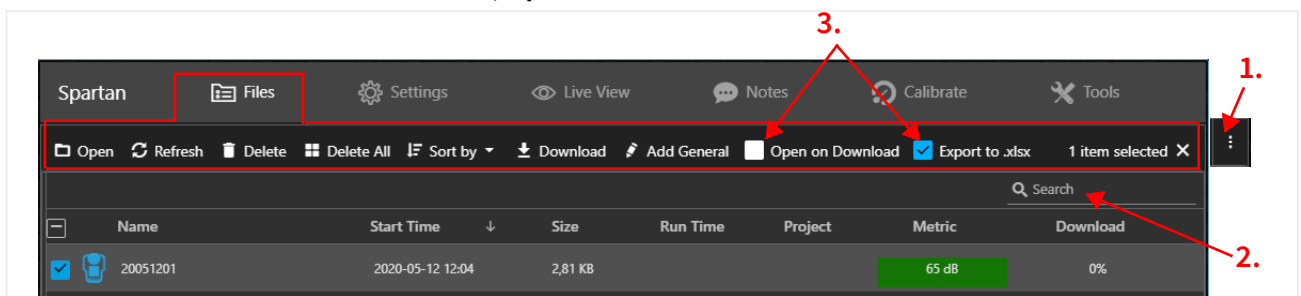 3.
1.
Spartan Files Settings Live View Notes Calibrate Tools
Open Refresh Delete Delete All Sort by Download Add General Open on Download Export to .xlsx 1 item selected
Search
Name Start Time Size Run Time Project Metric Download
20051201 2020-05-12 12:04 2,81 KB 65 dB 0%
2.